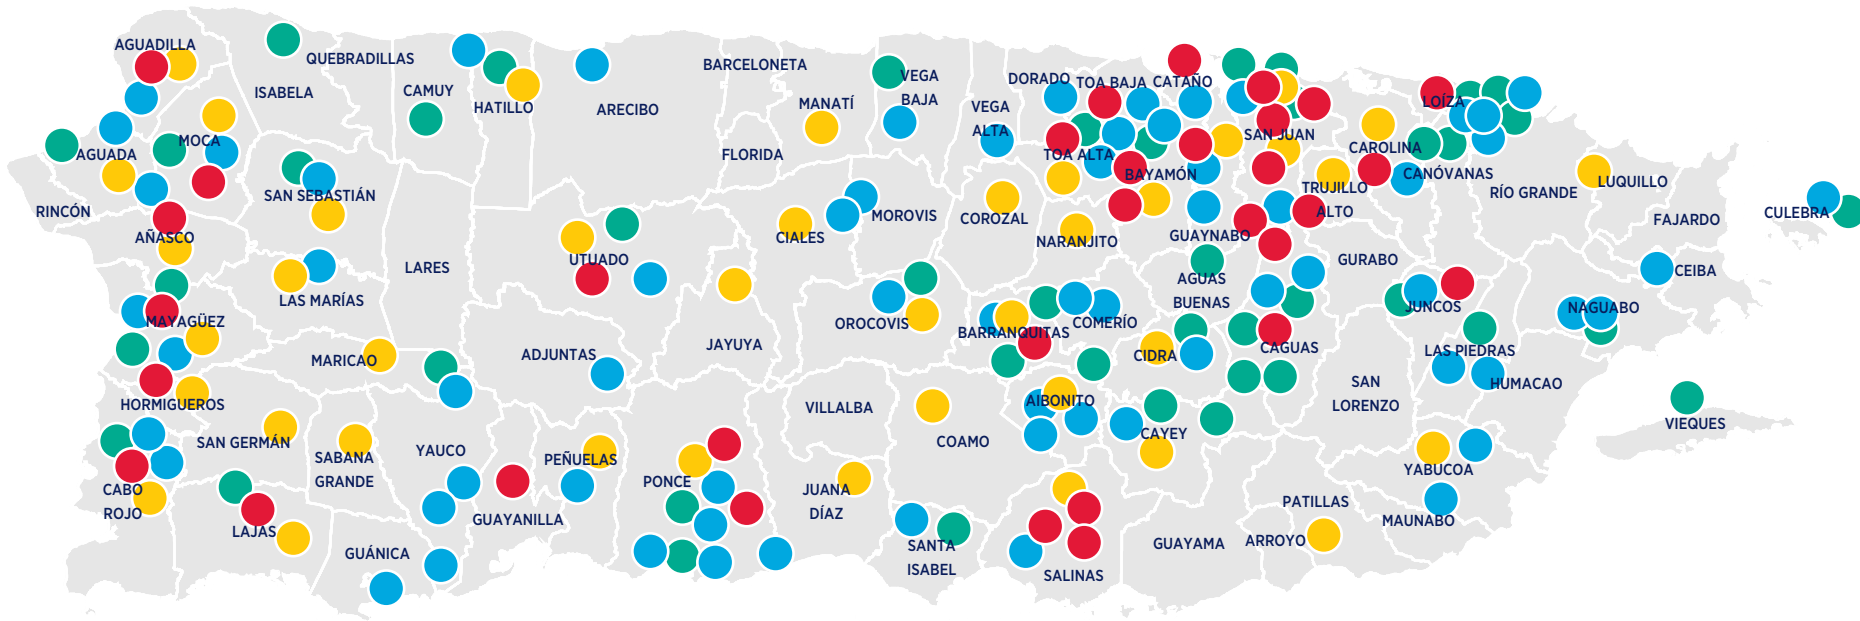 AGUADILLA
QUEBRADILLAS
ISABELA
CAMUY
HATILLO
ARECIBO
BARCELONETA
MANATÍ
FLORIDA
VEGA
BAJA
VEGA
ALTA
DORADO
TOA BAJA
CATAÑO
TOA ALTA
BAYAMÓN
SAN JUAN
CAROLINA
LOÍZA
CANÓVANAS
TRUJILLO
ALTO
RÍO GRANDE
LUQUILLO
FAJARDO
CULEBRA
CEIBA
MOCA
AGUADA
RINCÓN
SAN SEBASTIÁN
AÑASCO
LAS MARÍAS
LARES
UTUADO
CIALES
MOROVIS
COROZAL
NARANJITO
GUAYNABO
AGUAS
BUENAS
GURABO
JUNCOS
NAGUABO
LAS PIEDRAS
HUMACAO
MAYAGÜEZ
MARICAO
ADJUNTAS
JAYUYA
OROCOVIS
BARRANQUITAS
COMERÍO
CIDRA
CAGUAS
SAN
LORENZO
VIEQUES
HORMIGUEROS
SAN GERMÁN
SABANA
GRANDE
YAUCO
GUAYANILLA
PEÑUELAS
PONCE
VILLALBA
JUANA
DÍAZ
COAMO
AIBONITO
CAYEY
YABUCOA
MAUNABO
PATILLAS
ARROYO
GUAYAMA
SALINAS
SANTA
ISABEL
CABO
ROJO
LAJAS
GUÁNICA